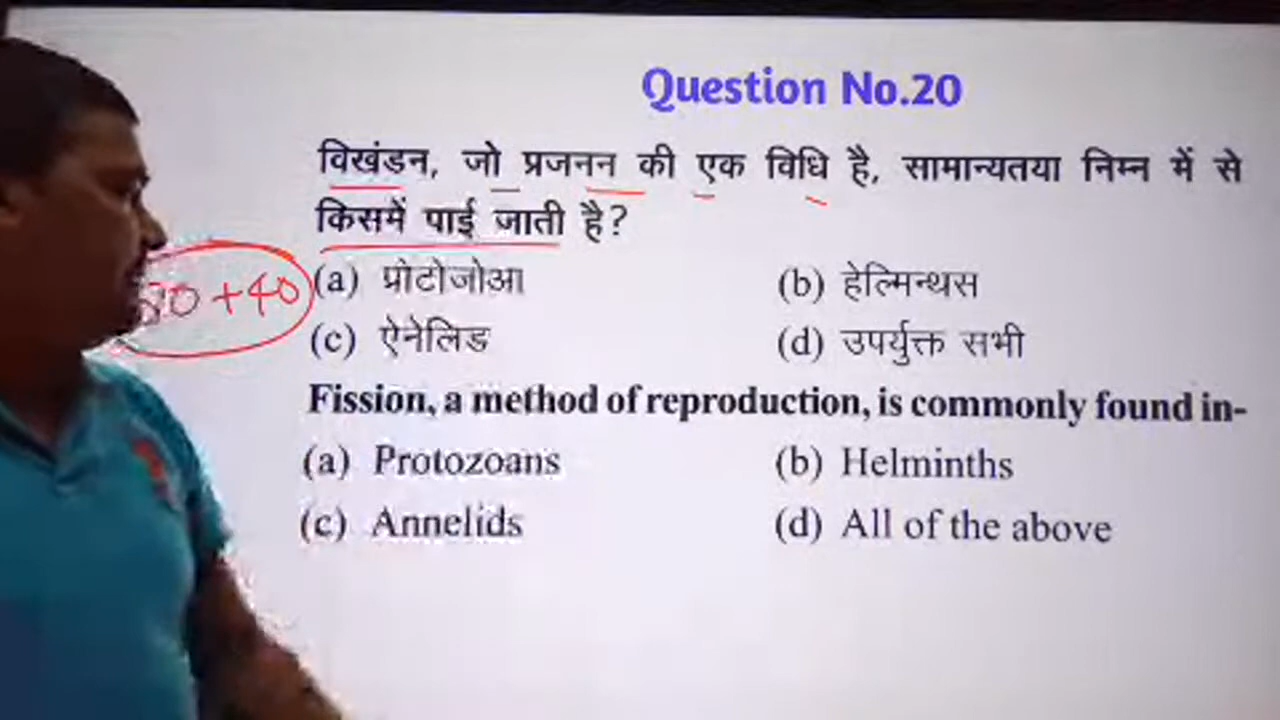 Question No.20
विखंडन, जो प्रजनन की एक विधि है, सामान्यतया निम्न में से
किसमें पाई जाती है?
+40
(a) प्रोटोजोआ (b) हेल्मिन्थस
(c) ऐनेलिड (d) उपर्युक्त सभी
Fission, a method of reproduction, is commonly found in-
(a) Protozoans (b) Helminths
(c) Annelids (d) All of the above